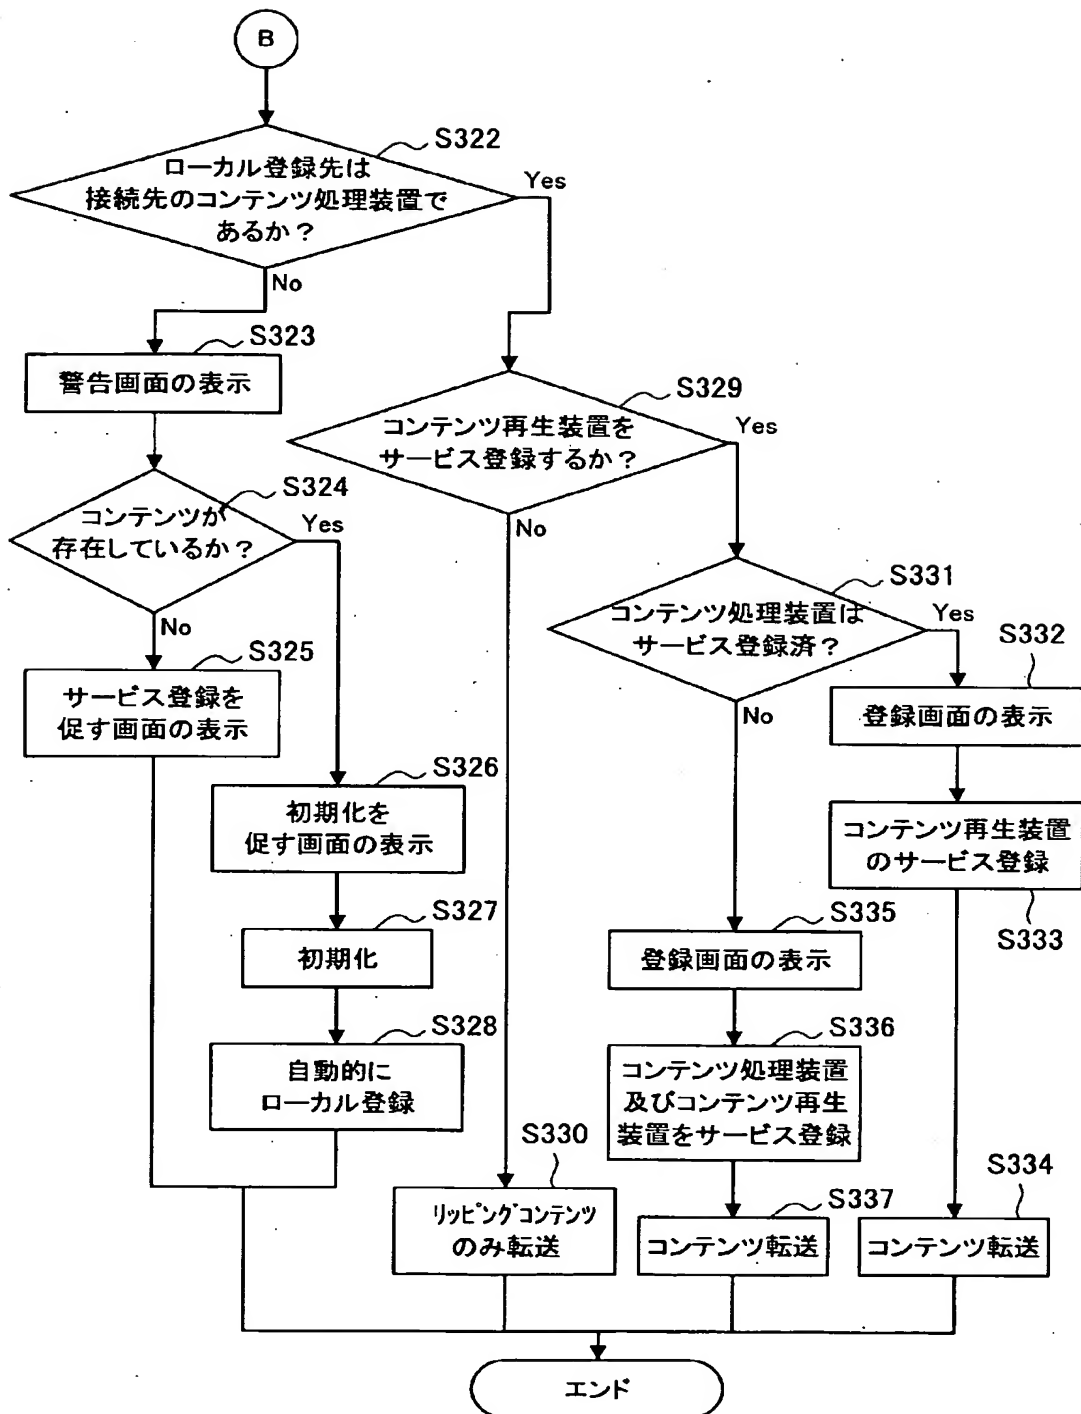 B
S322
ローカル登録先は
接続先のコンテンツ処理装置で
あるか？
Yes
No
S323
警告画面の表示
S324
コンテンツが
存在しているか？
Yes
No
S325
サービス登録を
促す画面の表示
S326
初期化を
促す画面の表示
S327
初期化
S328
自動的に
ローカル登録
S329
コンテンツ再生装置を
サービス登録するか？
Yes
No
S330
リッピングコンテンツ
のみ転送
S331
コンテンツ処理装置は
サービス登録済？
Yes
No
S332
登録画面の表示
コンテンツ再生装置
のサービス登録
S333
S334
コンテンツ転送
S335
登録画面の表示
S336
コンテンツ処理装置
及びコンテンツ再生
装置をサービス登録
S337
コンテンツ転送
エンド